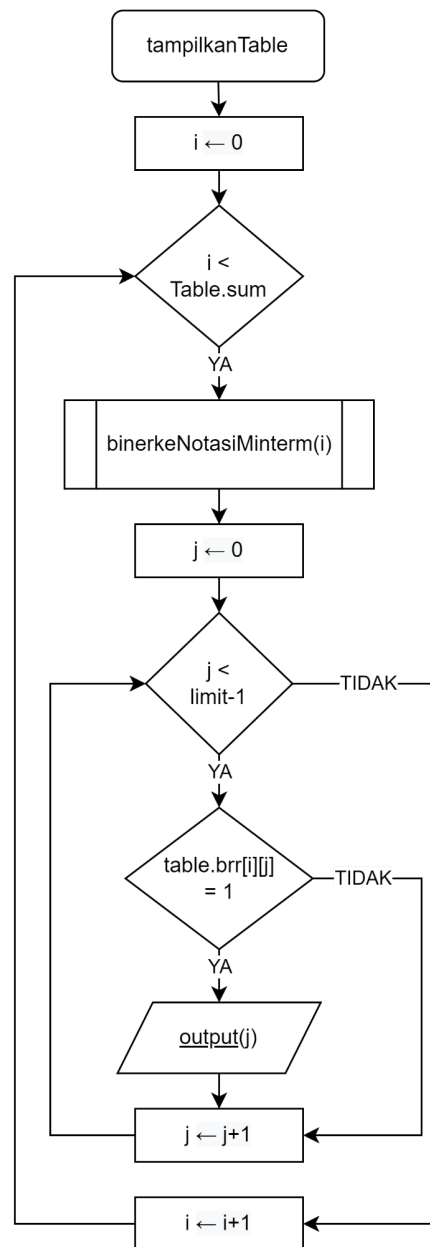 tampilkanTable
i ← 0
i <
Table.sum
YA
binerkeNotasiMinterm(i)
j ← 0
j <
limit-1
TIDAK
YA
table.brr[i][j]
= 1
TIDAK
YA
output(j)
j ← j+1
i ← i+1